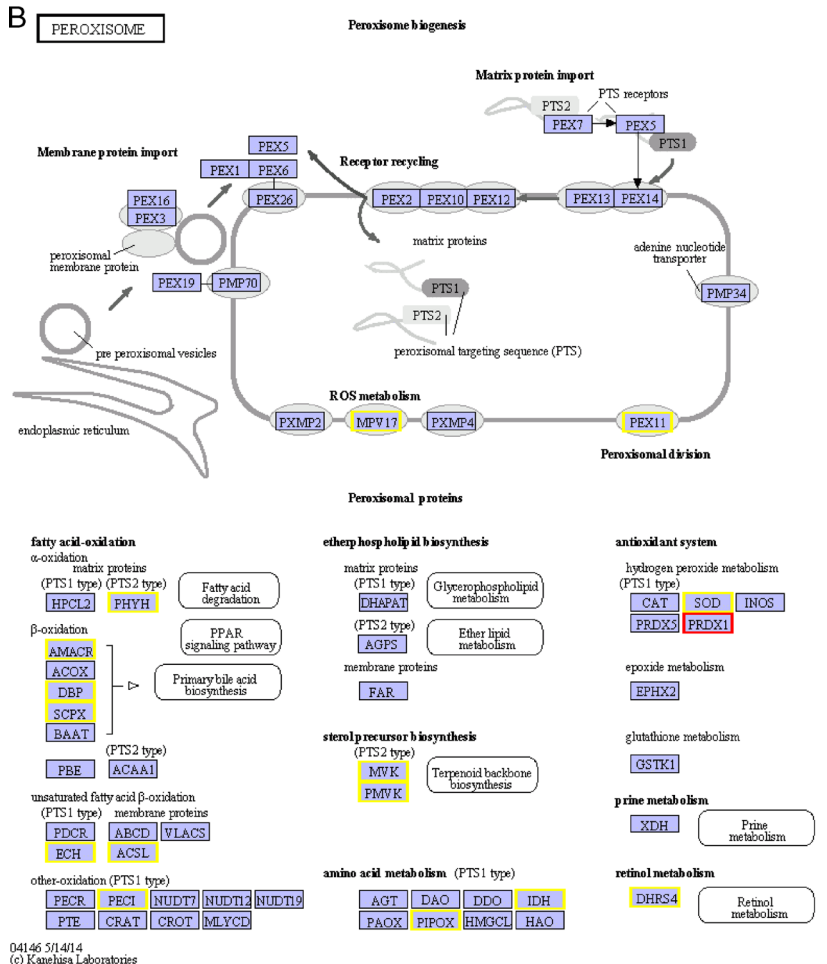 B
PEROXISOME
Peroxisome biogenesis
Matrix protein import
PTS2
PTS receptors
PEX7
PEX5
PTS1
Membrane protein import
PEX5
PEX1
PEX6
Receptor recycling
PEX16
PEX3
PEX26
PEX2
PEX10
PEX12
PEX13
PEX14
peroxisomal
membrane protein
matrix proteins
adenine nucleotide
transporter
PEX19
PMP70
PTS1
PMP34
PTS2
pre peroxisomal vesicles
peroxisomal targeting sequence (PTS)
ROS metabolism
endoplasmic reticulum
PXMP2
MPV17
PXMP4
PEX11
Peroxisomal division
Peroxisomal proteins
fatty acid-oxidation
α-oxidation
matrix proteins
(PTS1 type)
(PTS2 type)
HPCL2
PHYH
Fatty acid
degradation
β-oxidation
PPAR
signaling pathway
AMACR
ACOX
DBP
SCPX
BAAT
Primary bile acid
biosynthesis
(PTS2 type)
PBE
ACAA1
unsaturated fatty acid β-oxidation
(PTS1 type)
membrane proteins
PDCR
ABCD
VLACS
ECH
ACSL
other-oxidation (PTS1 type)
PECR
PECI
NUDT7
NUDT12
NUDT19
PTE
CRAT
CROT
MLYCD
etherphospholipid biosynthesis
matrix proteins
(PTS1 type)
DHAPAT
Glycerophospholipid
metabolism
(PTS2 type)
AGPS
Ether lipid
metabolism
membrane proteins
FAR
sterol precursor biosynthesis
(PTS2 type)
MVK
PMVK
Terpenoid backbone
biosynthesis
amino acid metabolism (PTS1 type)
AGT
DAO
DDO
IDH
PAOX
PIPOX
HMGCL
HAO
antioxidant system
hydrogen peroxide metabolism
(PTS1 type)
CAT
SOD
INOS
PRDX5
PRDX1
epoxide metabolism
EPHX2
glutathione metabolism
GSTK1
prine metabolism
XDH
Prine
metabolism
retinol metabolism
DHRS4
Retinol
metabolism
04146 5/14/14
(c) Kanehisa Laboratories